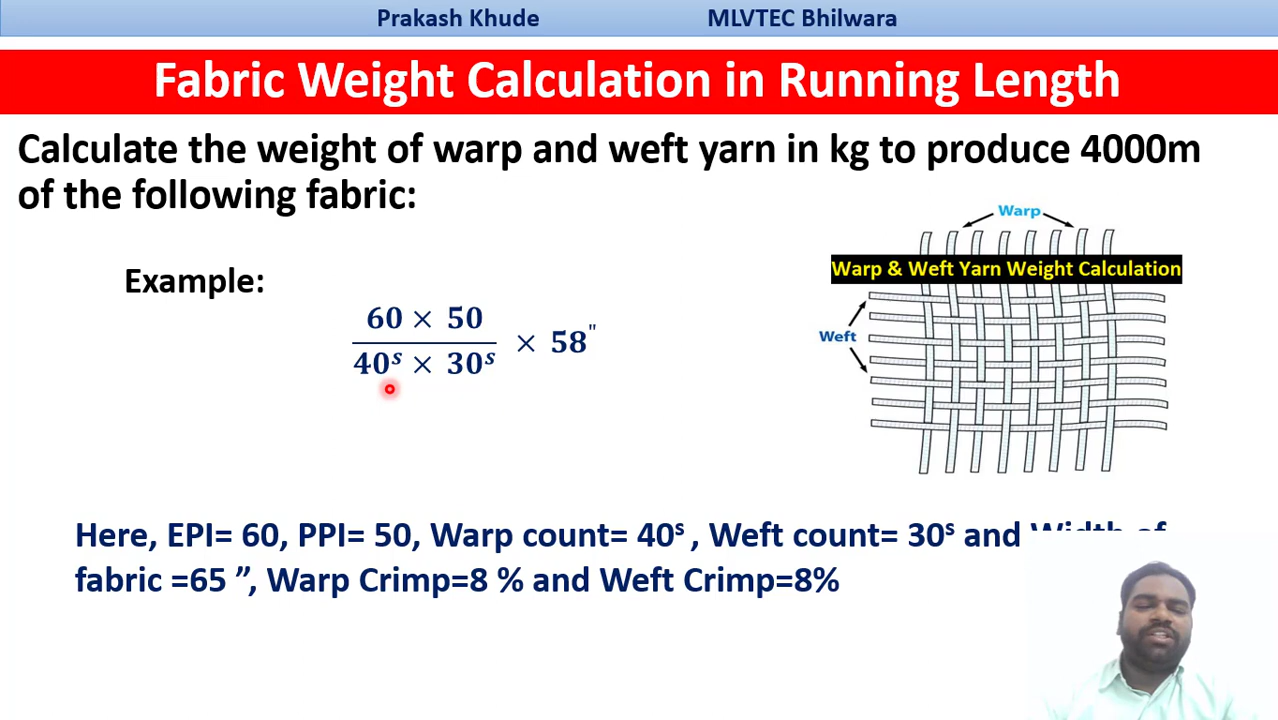 Prakash Khude MLVTEC Bhilwara
Fabric Weight Calculation in Running Length
Calculate the weight of warp and weft yarn in kg to produce 4000m
of the following fabric:
Example:
60 × 50
40ˢ × 30ˢ
× 58"
Warp
Warp & Weft Yarn Weight Calculation
Weft
Here, EPI= 60, PPI= 50, Warp count= 40ˢ , Weft count= 30ˢ and Width of
fabric =65 ”, Warp Crimp=8 % and Weft Crimp=8%